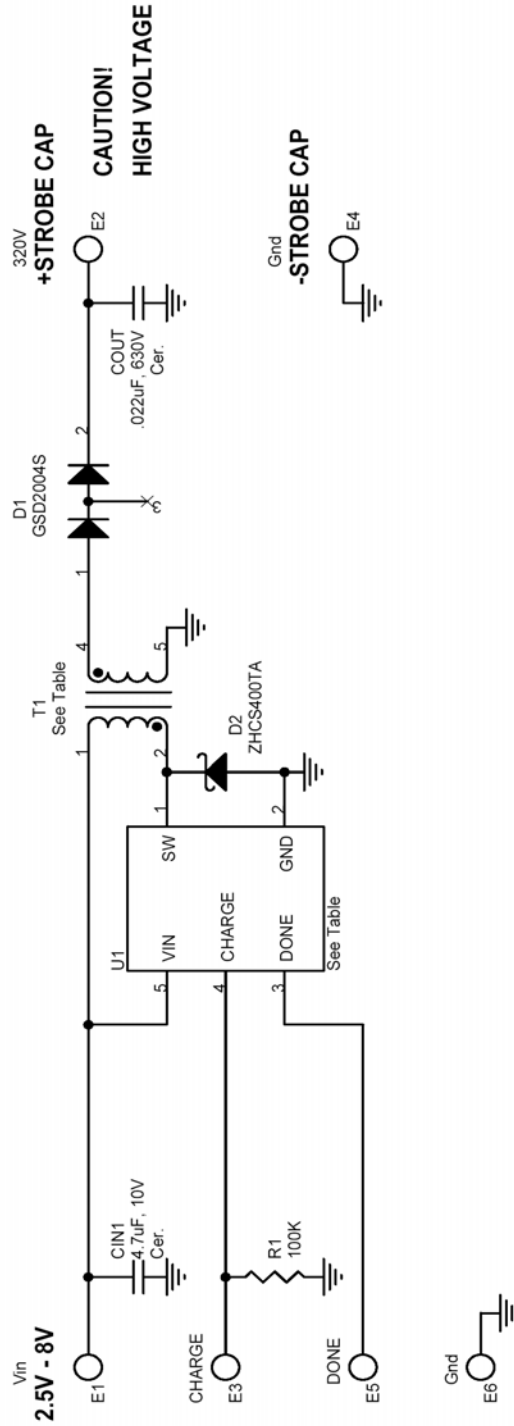 Vin
2.5V - 8V
E1
CIN1
4.7uF, 10V
Cer.
CHARGE
E3
R1
100K
DONE
E5
Gnd
E6
U1
VIN
5
CHARGE
4
DONE
3
SW
1
GND
2
See Table
D2
ZHCS400TA
T1
See Table
1
2
4
5
D1
GSD2004S
1
2
3
COUT
.022uF, 630V
Cer.
320V
+STROBE CAP
E2
CAUTION!
HIGH VOLTAGE
Gnd
-STROBE CAP
E4